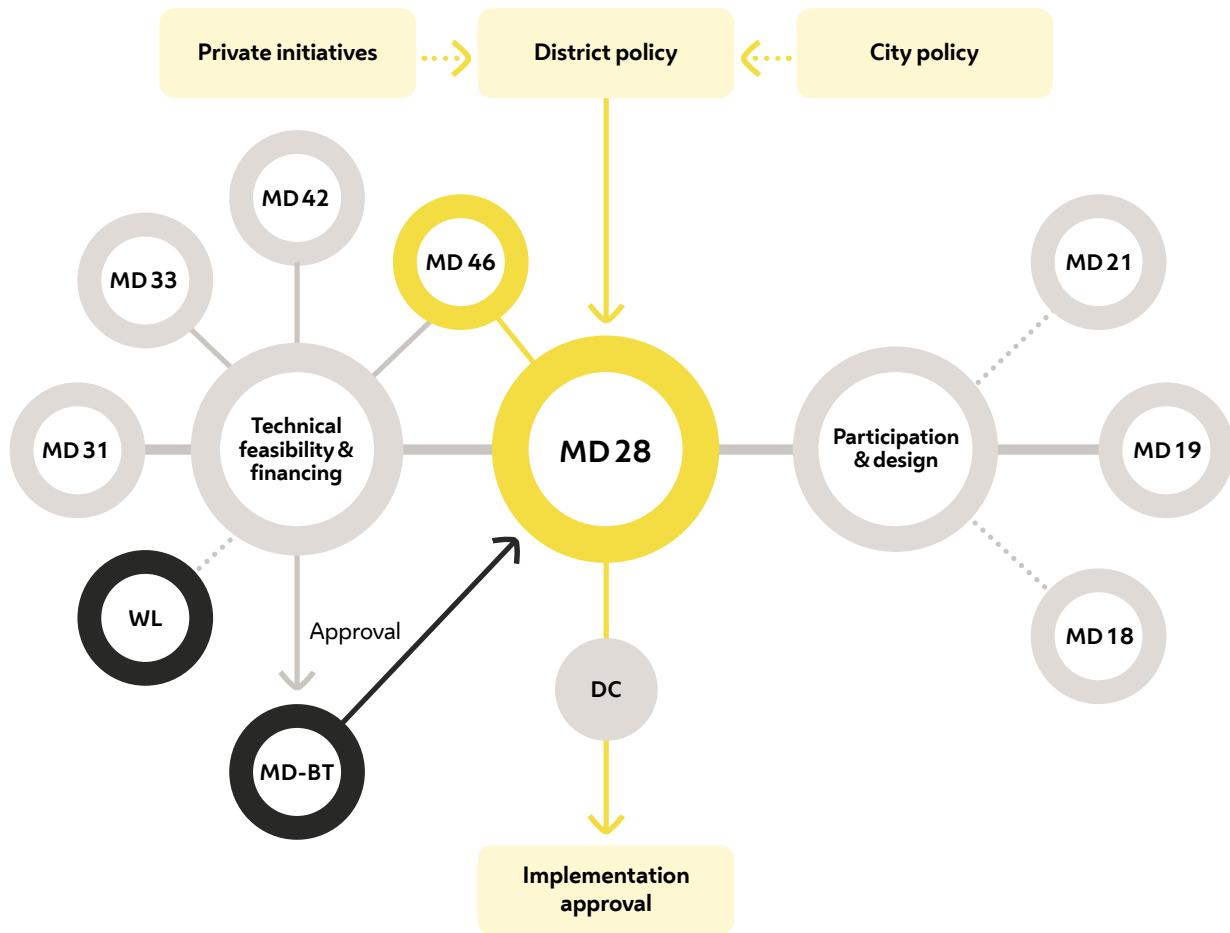 Private initiatives
District policy
City policy
MD 42
MD 46
MD 21
MD 33
Technical
feasibility &
financing
MD 31
MD 28
Participation
& design
MD 19
WL
Approval
MD 18
DC
MD-BT
Implementation
approval